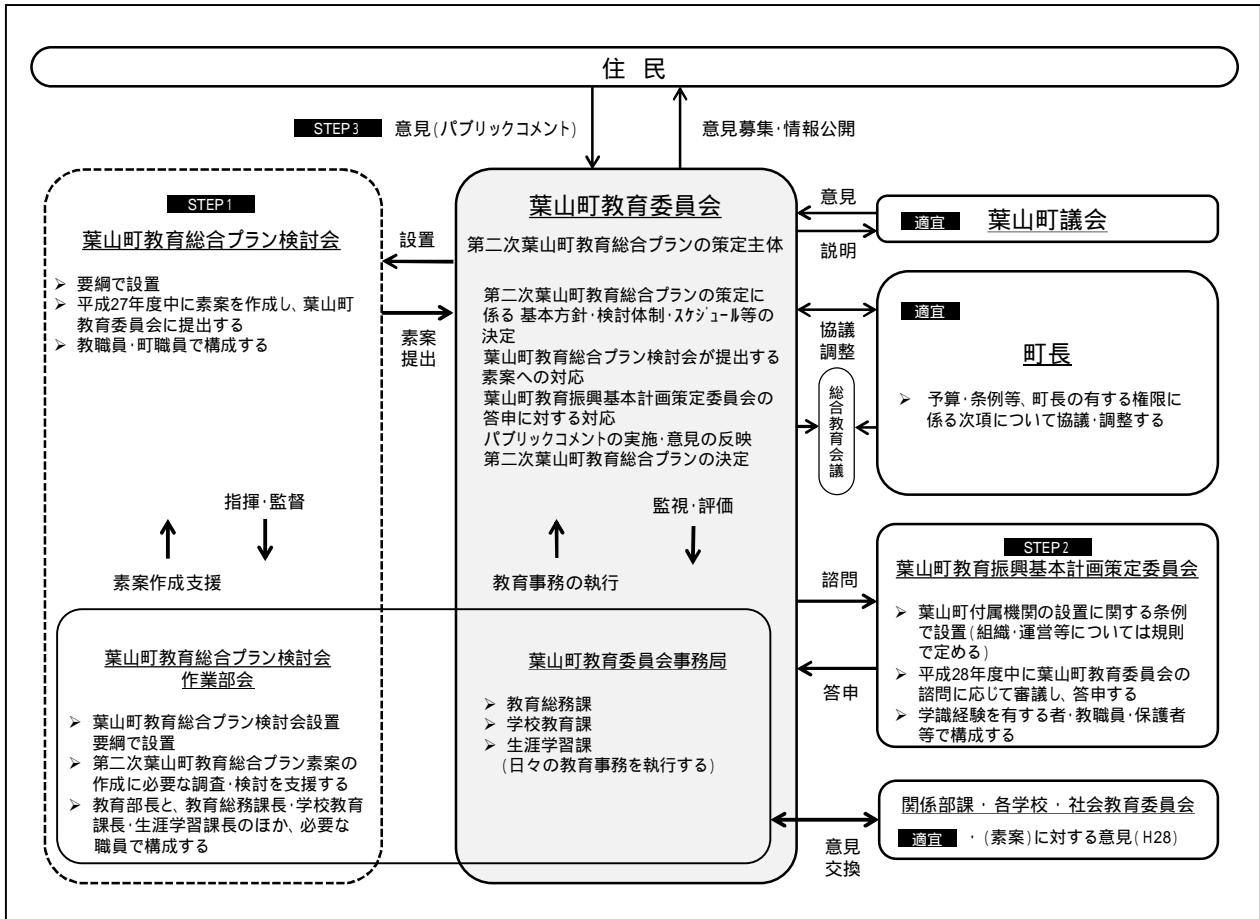 住 民
STEP3 意見(パブリックコメント)
意見募集・情報公開
STEP1
葉山町教育総合プラン検討会
➢ 要綱で設置
➢ 平成27年度中に素案を作成し、葉山町
教育委員会に提出する
➢ 教職員・町職員で構成する
設置
素案
提出
指揮・監督
素案作成支援
葉山町教育総合プラン検討会
作業部会
➢ 葉山町教育総合プラン検討会設置
要綱で設置
➢ 第二次葉山町教育総合プラン素案の
作成に必要な調査・検討を支援する
➢ 教育部長と、教育総務課長・学校教育
課長・生涯学習課長のほか、必要な
職員で構成する
葉山町教育委員会
第二次葉山町教育総合プランの策定主体
第二次葉山町教育総合プランの策定に
係る 基本方針・検討体制・スケジュール等の
決定
葉山町教育総合プラン検討会が提出する
素案への対応
葉山町教育振興基本計画策定委員会の
答申に対する対応
パブリックコメントの実施・意見の反映
第二次葉山町教育総合プランの決定
監視・評価
教育事務の執行
葉山町教育委員会事務局
➢ 教育総務課
➢ 学校教育課
➢ 生涯学習課
(日々の教育事務を執行する)
意見
説明
適宜 葉山町議会
協議
調整
総合教育会議
適宜
町長
➢ 予算・条例等、町長の有する権限に
係る次項について協議・調整する
諮問
答申
STEP2
葉山町教育振興基本計画策定委員会
➢ 葉山町付属機関の設置に関する条例
で設置(組織・運営等については規則
で定める)
➢ 平成28年度中に葉山町教育委員会の
諮問に応じて審議し、答申する
➢ 学識経験を有する者・教職員・保護者
等で構成する
意見
交換
関係部課・各学校・社会教育委員会
適宜 ・(素案)に対する意見(H28)